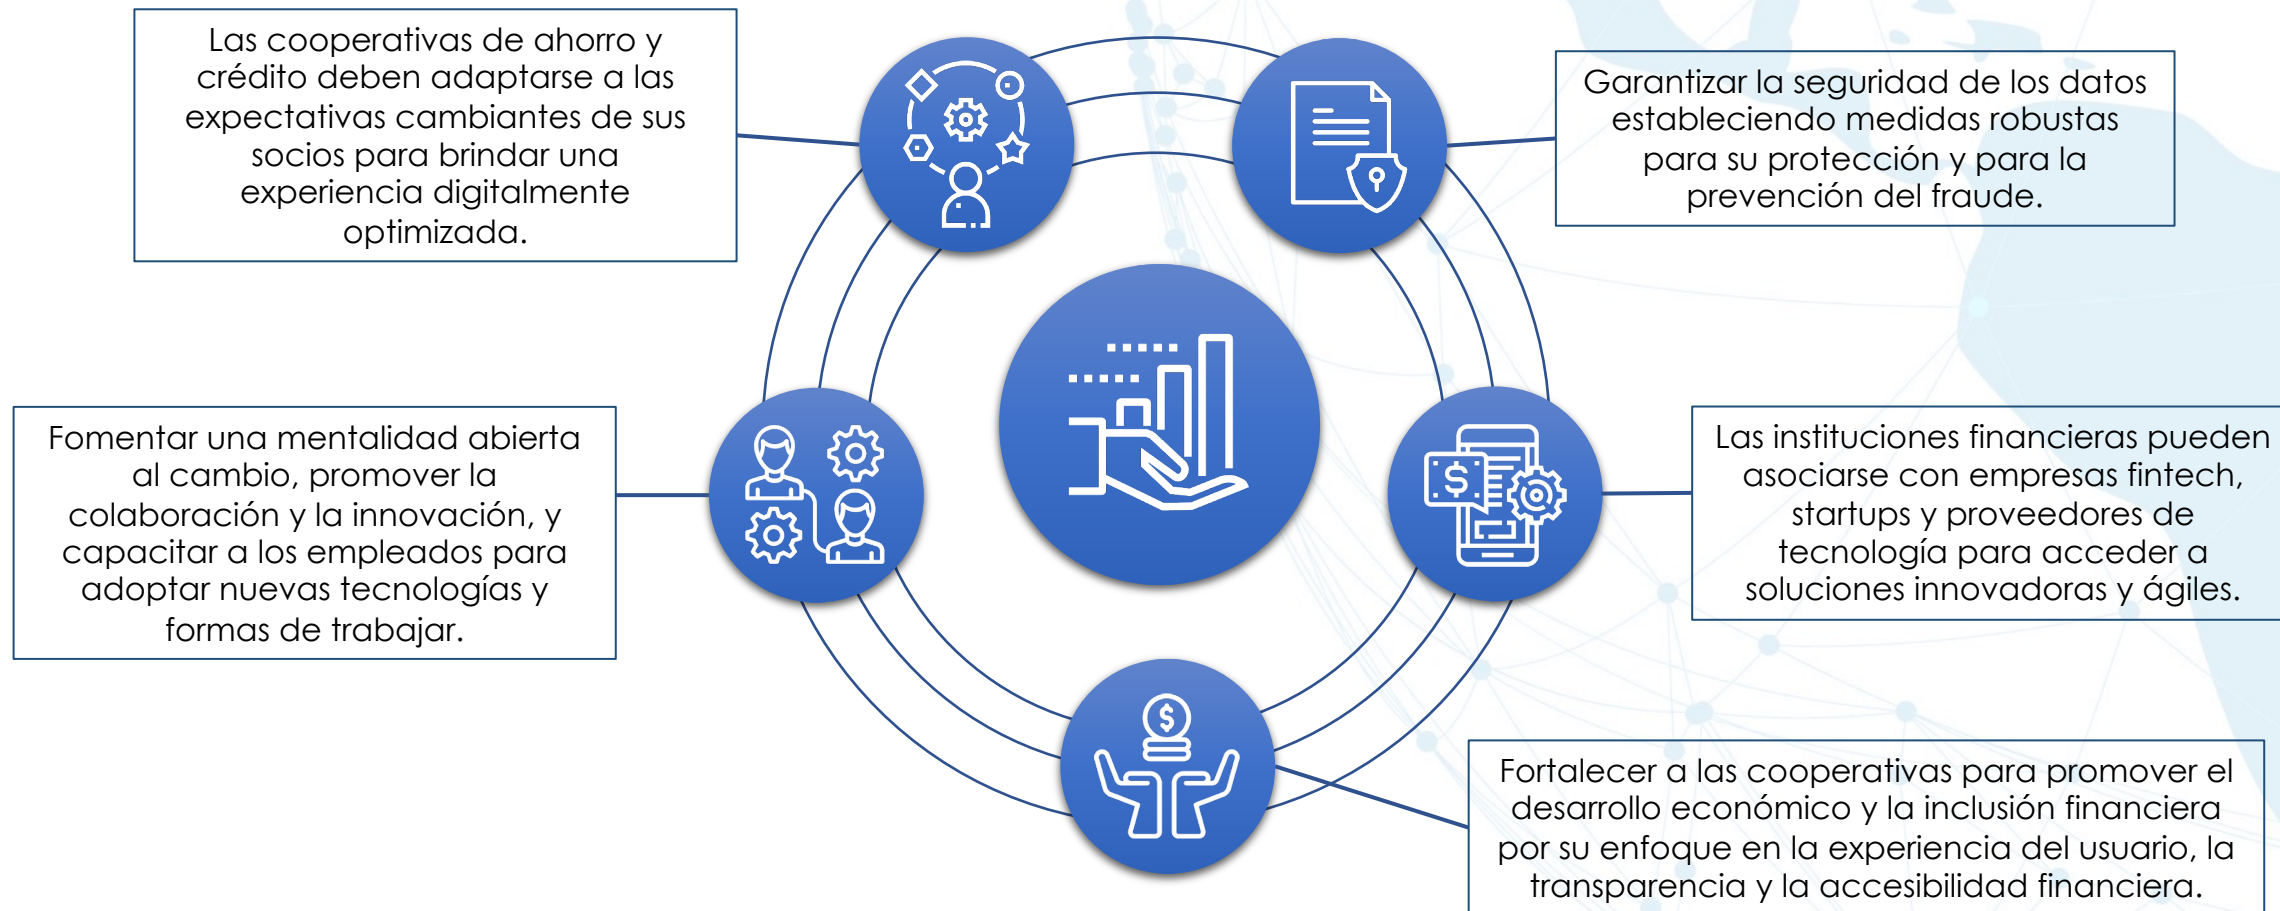 Las cooperativas de ahorro y
crédito deben adaptarse a las
expectativas cambiantes de sus
socios para brindar una
experiencia digitalmente
optimizada.
Garantizar la seguridad de los datos
estableciendo medidas robustas
para su protección y para la
prevención del fraude.
Fomentar una mentalidad abierta
al cambio, promover la
colaboración y la innovación, y
capacitar a los empleados para
adoptar nuevas tecnologías y
formas de trabajar.
Las instituciones financieras pueden
asociarse con empresas fintech,
startups y proveedores de
tecnología para acceder a
soluciones innovadoras y ágiles.
Fortalecer a las cooperativas para promover el
desarrollo económico y la inclusión financiera
por su enfoque en la experiencia del usuario, la
transparencia y la accesibilidad financiera.